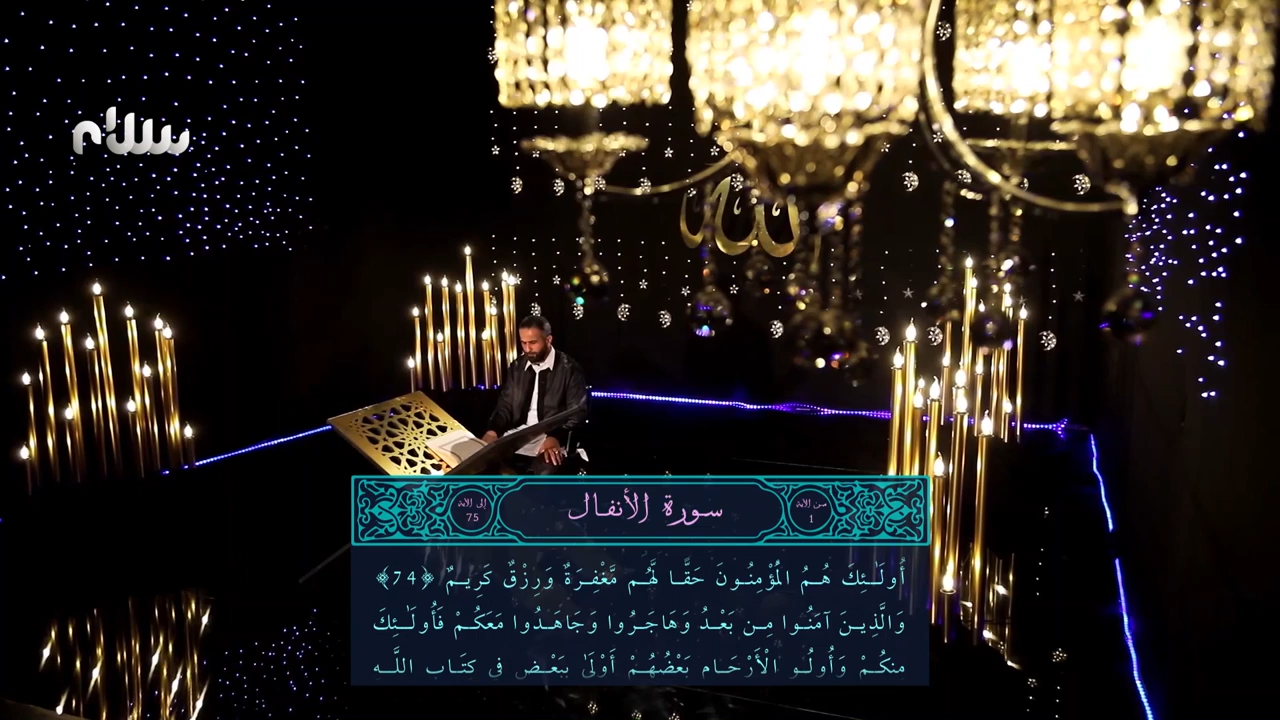 سلام
الله
سورة الأنفال
من الآية
1
إلى الآية
75
أُولَـٰئِكَ هُمُ الْمُؤْمِنُونَ حَقًّا لَّهُم مَّغْفِرَةٌ وَرِزْقٌ كَرِيمٌ ﴿74﴾
وَالَّذِينَ آمَنُوا مِن بَعْدُ وَهَاجَرُوا وَجَاهَدُوا مَعَكُمْ فَأُولَـٰئِكَ
مِنكُمْ وَأُولُو الْأَرْحَامِ بَعْضُهُمْ أَوْلَىٰ بِبَعْضٍ فِي كِتَابِ اللَّهِ